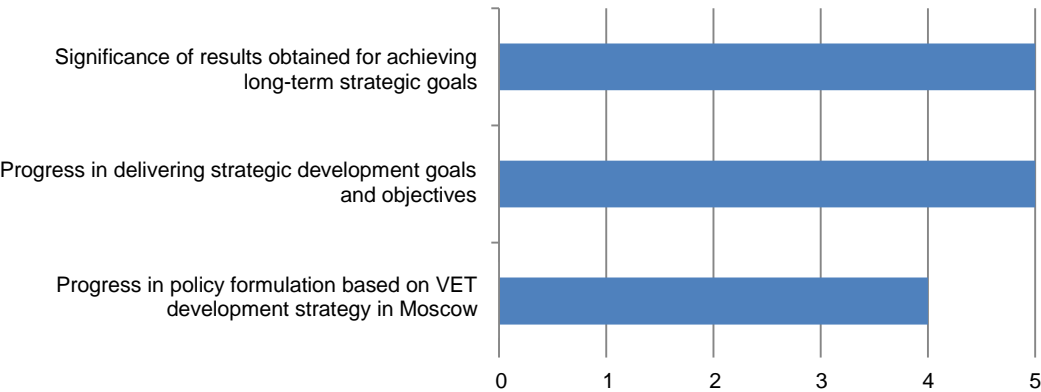 Significance of results obtained for achieving
long-term strategic goals
Progress in delivering strategic development goals
and objectives
Progress in policy formulation based on VET
development strategy in Moscow
0 1 2 3 4 5